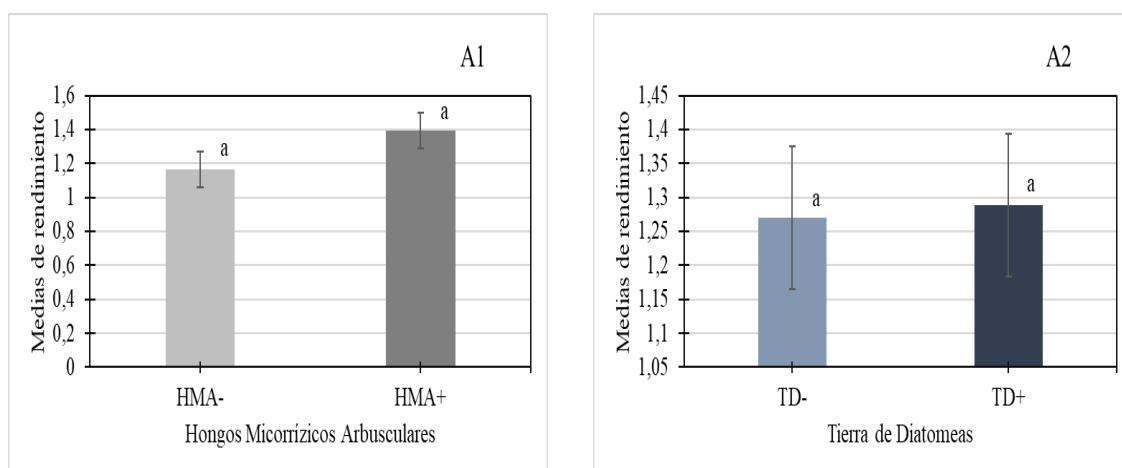 A1
Medias de rendimiento
1,6
1,4
1,2
1
0,8
0,6
0,4
0,2
0
a
a
HMA-
HMA+
Hongos Micorrízicos Arbusculares
A2
Medias de rendimiento
1,45
1,4
1,35
1,3
1,25
1,2
1,15
1,1
1,05
a
a
TD-
TD+
Tierra de Diatomeas